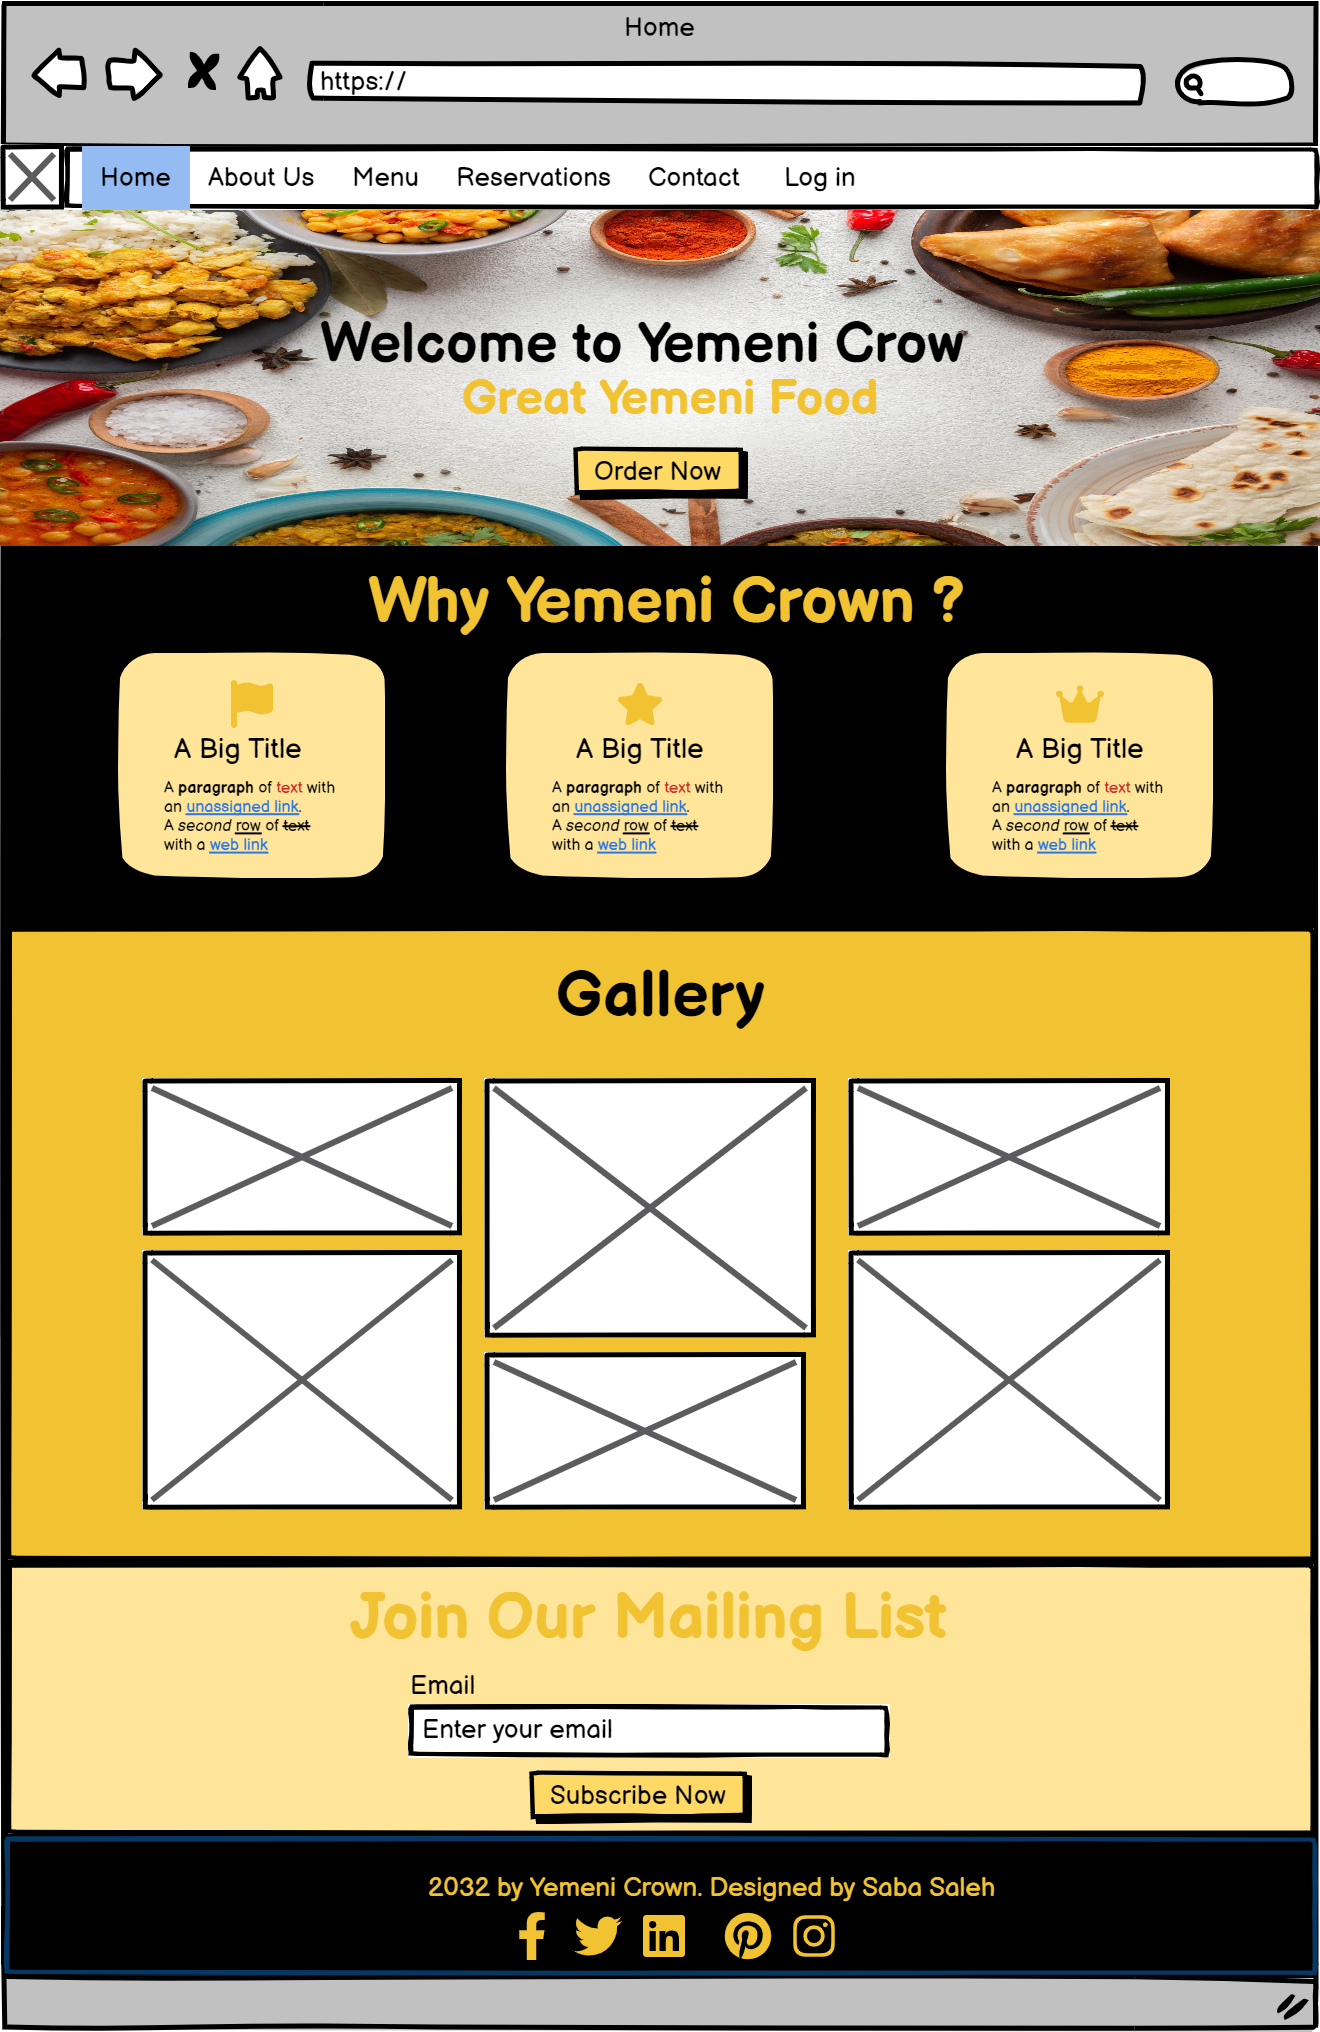 Home
https://
Home About Us Menu Reservations Contact Log in
Welcome to Yemeni Crow
Great Yemeni Food
Order Now
Why Yemeni Crown ?
A Big Title
A paragraph of text with
an unassigned link.
A second row of text
with a web link
A Big Title
A paragraph of text with
an unassigned link.
A second row of text
with a web link
A Big Title
A paragraph of text with
an unassigned link.
A second row of text
with a web link
Gallery
Join Our Mailing List
Email
Enter your email
Subscribe Now
2032 by Yemeni Crown. Designed by Saba Saleh